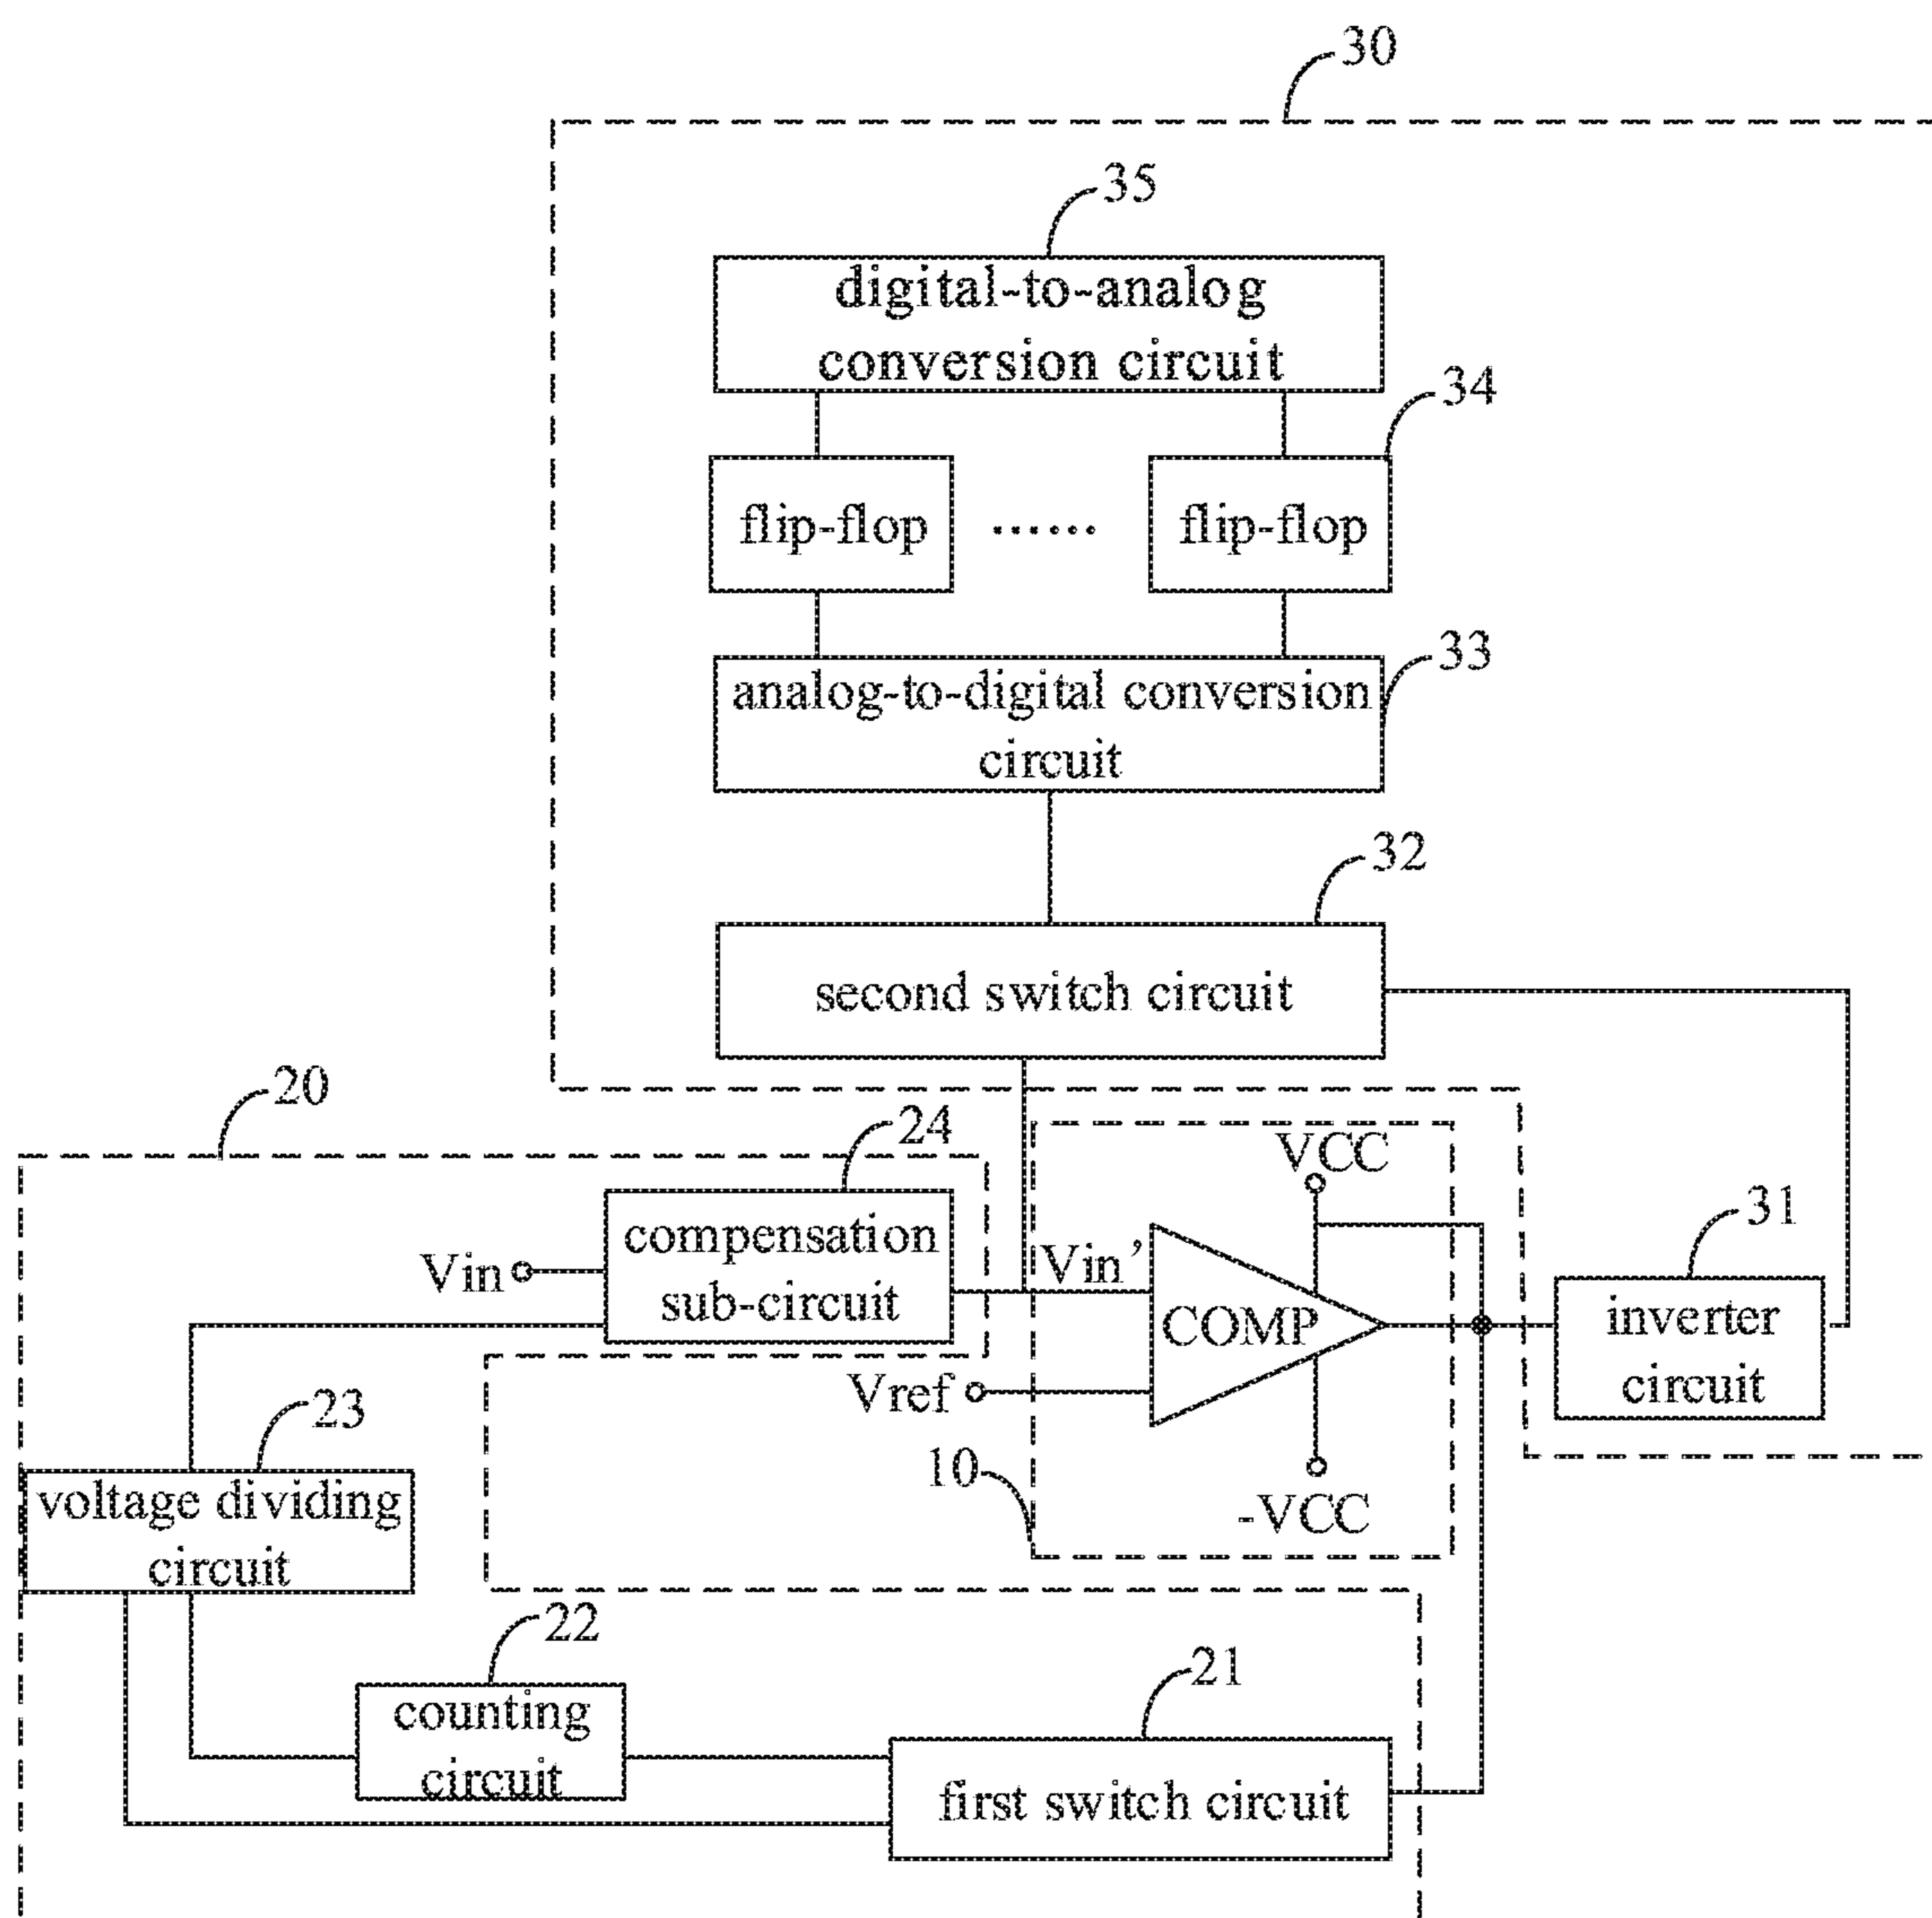 30
35
digital-to-analog
conversion circuit
34
flip-flop ...... flip-flop
33
analog-to-digital conversion
circuit
32
second switch circuit
20
24
VCC
31
compensation
sub-circuit
Vin
Vin’
COMP
inverter
circuit
Vref
23
10
-VCC
voltage dividing
circuit
22
21
counting
circuit
first switch circuit